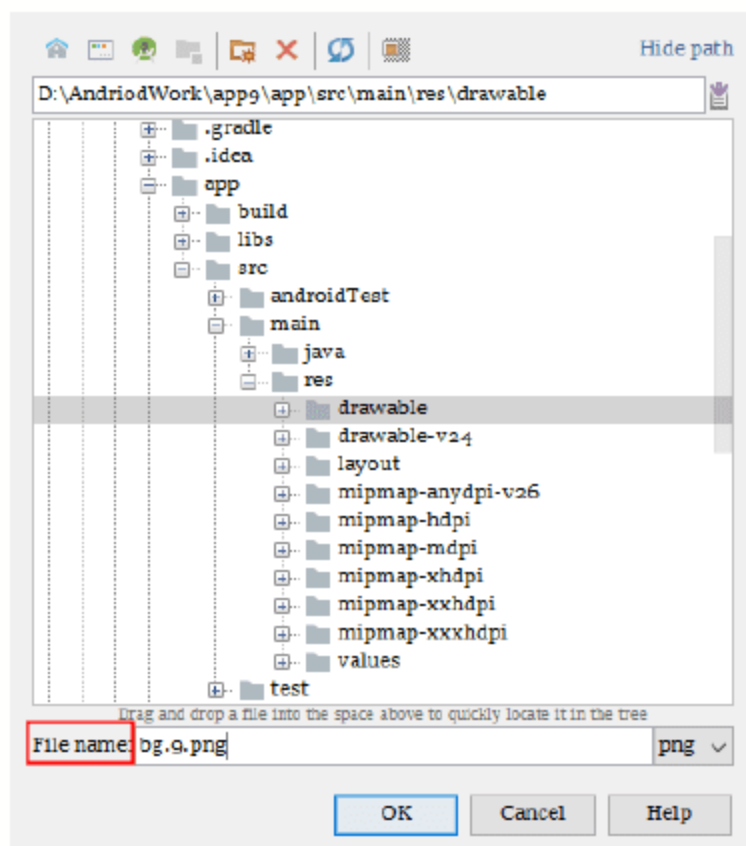 Hide path
D:\AndriodWork\app9\app\src\main\res\drawable
.gradle
.idea
app
build
libs
src
androidTest
main
java
res
drawable
drawable-v24
layout
mipmap-anydpi-v26
mipmap-hdpi
mipmap-mdpi
mipmap-xhdpi
mipmap-xxhdpi
mipmap-xxxhdpi
values
test
Drag and drop a file into the space above to quickly locate it in the tree
File name: bg.9.png png
OK Cancel Help